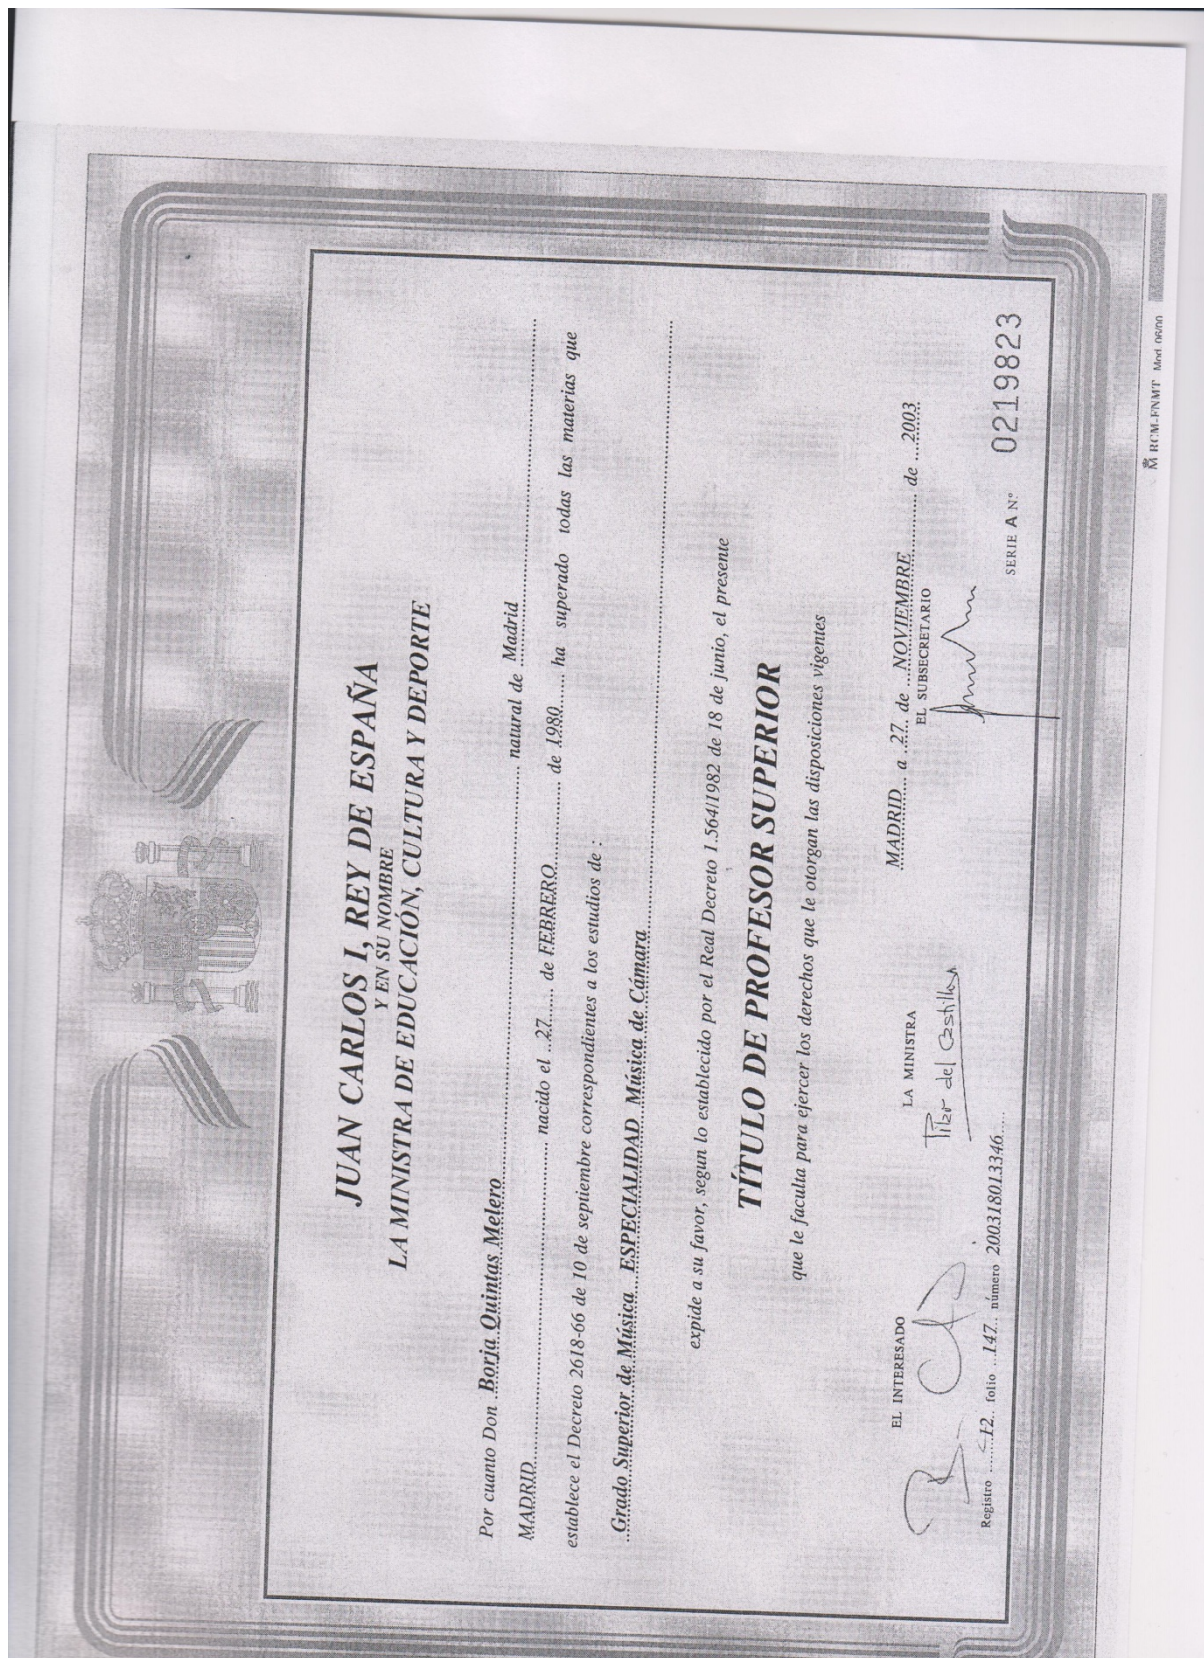 JUAN CARLOS I, REY DE ESPAÑA
Y EN SU NOMBRE
LA MINISTRA DE EDUCACIÓN, CULTURA Y DEPORTE
Por cuanto Don Borja Quintas Melero natural de Madrid
MADRID nacido el 27 de FEBRERO de 1980 ha superado todas las materias que
establece el Decreto 2618-66 de 10 de septiembre correspondientes a los estudios de :
Grado Superior de Música ESPECIALIDAD Música de Cámara
expide a su favor, segun lo establecido por el Real Decreto 1.564/1982 de 18 de junio, el presente
TÍTULO DE PROFESOR SUPERIOR
que le faculta para ejercer los derechos que le otorgan las disposiciones vigentes
MADRID a 27 de NOVIEMBRE de 2003
EL INTERESADO LA MINISTRA EL SUBSECRETARIO
Pilar del Castillo
Registro 12 folio 147 número 200318013346
SERIE A Nº 0219823
RCM-FNMT Mod. 06/00